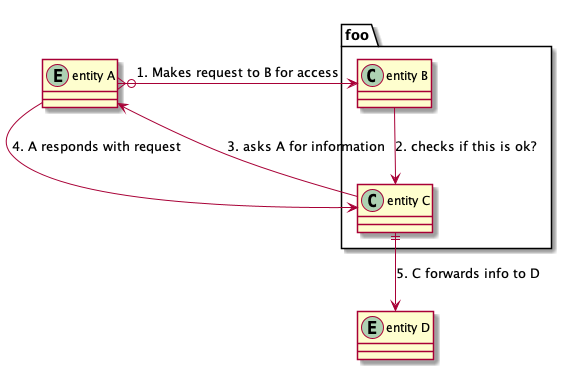 foo
E entity A
1. Makes request to B for access
C entity B
4. A responds with request
3. asks A for information
2. checks if this is ok?
C entity C
5. C forwards info to D
E entity D